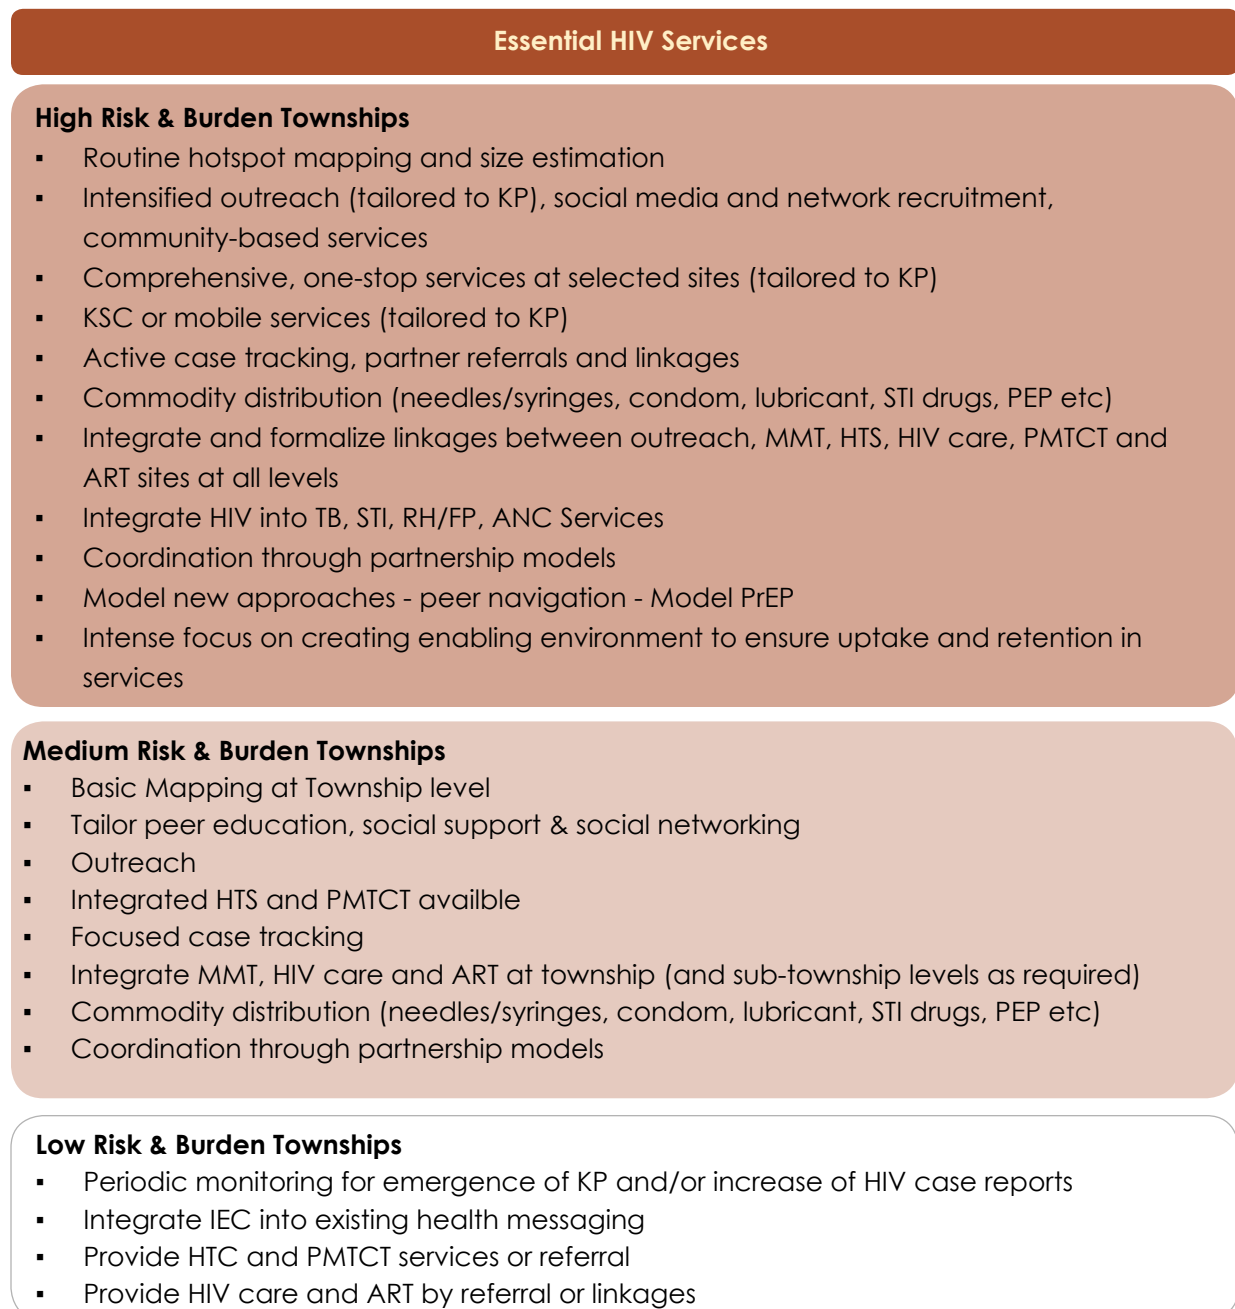 Essential HIV Services
High Risk & Burden Townships
▪ Routine hotspot mapping and size estimation
▪ Intensified outreach (tailored to KP), social media and network recruitment,
community-based services
▪ Comprehensive, one-stop services at selected sites (tailored to KP)
▪ KSC or mobile services (tailored to KP)
▪ Active case tracking, partner referrals and linkages
▪ Commodity distribution (needles/syringes, condom, lubricant, STI drugs, PEP etc)
▪ Integrate and formalize linkages between outreach, MMT, HTS, HIV care, PMTCT and
ART sites at all levels
▪ Integrate HIV into TB, STI, RH/FP, ANC Services
▪ Coordination through partnership models
▪ Model new approaches - peer navigation - Model PrEP
▪ Intense focus on creating enabling environment to ensure uptake and retention in
services
Medium Risk & Burden Townships
▪ Basic Mapping at Township level
▪ Tailor peer education, social support & social networking
▪ Outreach
▪ Integrated HTS and PMTCT availble
▪ Focused case tracking
▪ Integrate MMT, HIV care and ART at township (and sub-township levels as required)
▪ Commodity distribution (needles/syringes, condom, lubricant, STI drugs, PEP etc)
▪ Coordination through partnership models
Low Risk & Burden Townships
▪ Periodic monitoring for emergence of KP and/or increase of HIV case reports
▪ Integrate IEC into existing health messaging
▪ Provide HTC and PMTCT services or referral
▪ Provide HIV care and ART by referral or linkages